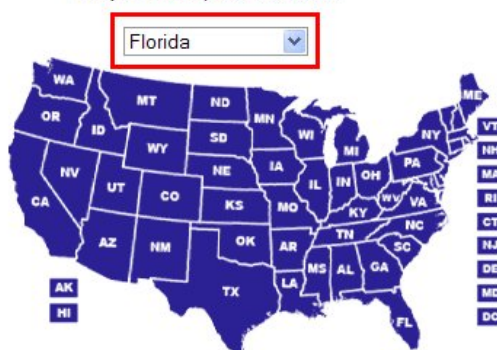 Florida
WA
MT
ND
MN
ME
OR
ID
SD
WI
MI
NY
VT
WY
NH
NE
IA
PA
MA
NV
UT
CO
IL
IN
OH
RI
CA
KS
MO
KY
WV
VA
CT
AZ
NM
OK
AR
TN
NC
NJ
SC
DE
AK
TX
LA
MS
AL
GA
MD
HI
FL
DC